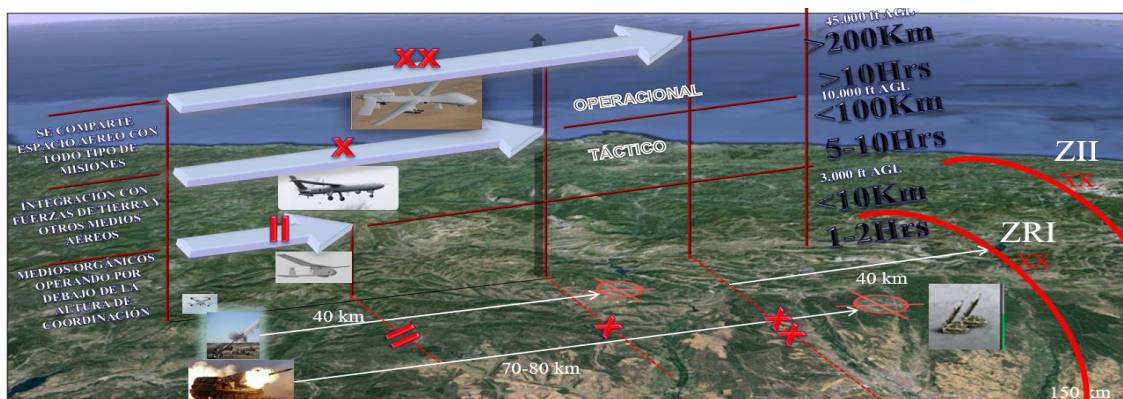 SE COMPARTE
ESPACIO AEREO CON
TODO TIPO DE
MISIONES
INTEGRACIÓN CON
FUERZAS DE TIERRA Y
OTROS MEDIOS
AEREOS
MEDIOS ORGÁNICOS
OPERANDO POR
DEBAJO DE LA
ALTURA DE
COORDINACIÓN
XX
X
II
OPERACIONAL
TÁCTICO
45.000 ft AGL
>200Km
>10Hrs
10.000 ft AGL
<100Km
5-10Hrs
3.000 ft AGL
<10Km
1-2Hrs
ZII
XX
ZRI
XX
40 km
40 km
II
X
XX
70-80 km
150 km